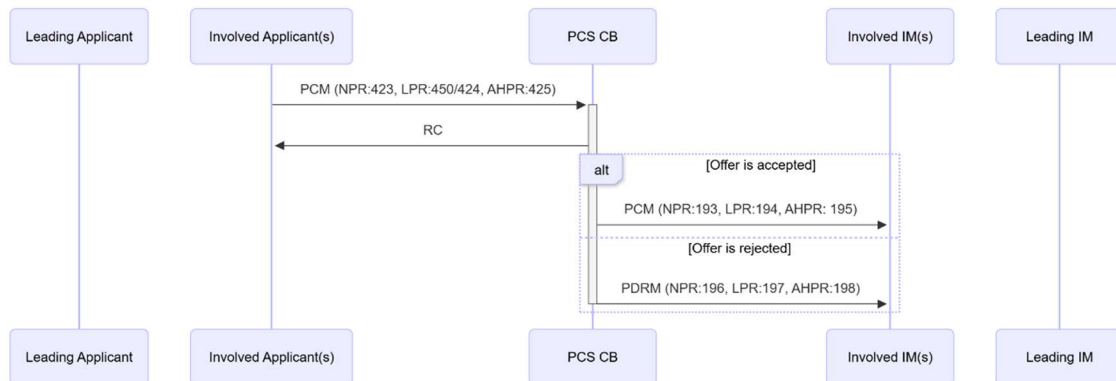 Leading Applicant
Involved Applicant(s)
PCS CB
Involved IM(s)
Leading IM
PCM (NPR:423, LPR:450/424, AHPR:425)
RC
alt
[Offer is accepted]
PCM (NPR:193, LPR:194, AHPR: 195)
[Offer is rejected]
PDRM (NPR:196, LPR:197, AHPR:198)
Leading Applicant
Involved Applicant(s)
PCS CB
Involved IM(s)
Leading IM